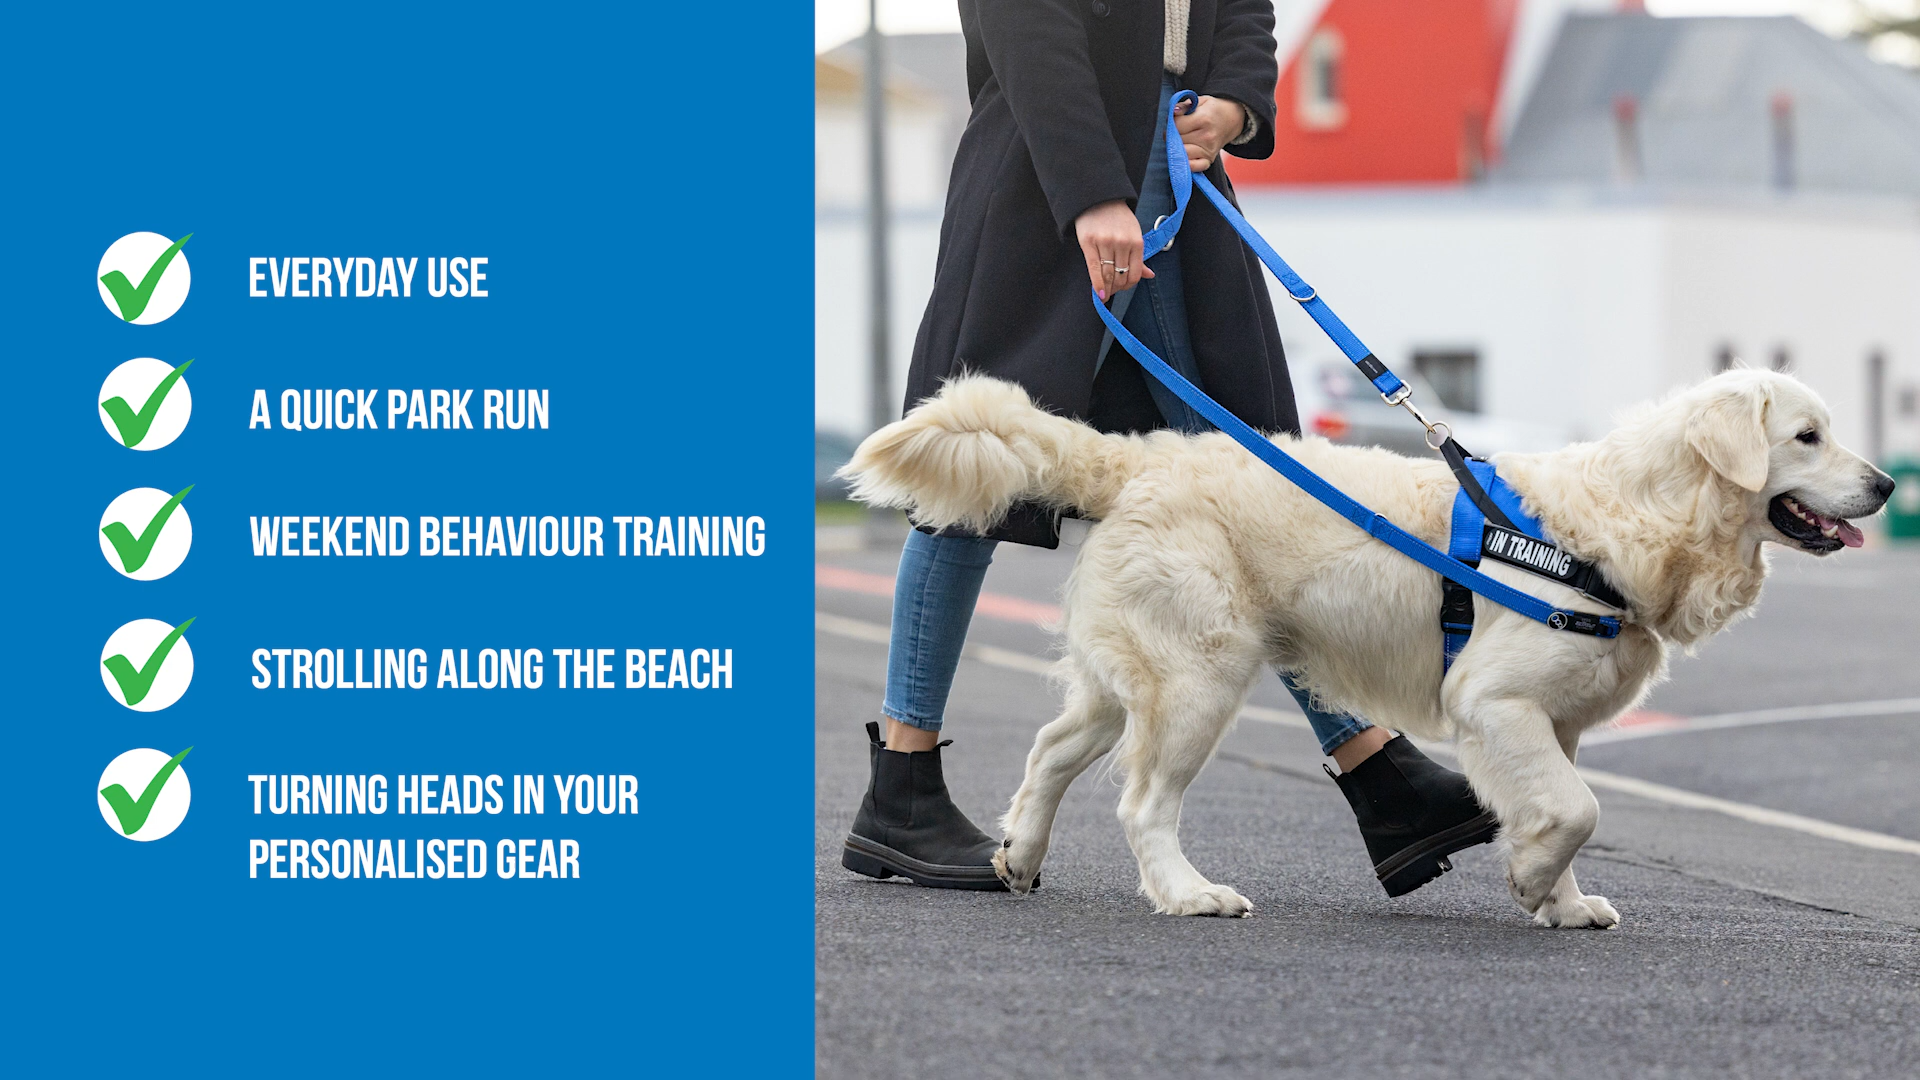 EVERYDAY USE
A QUICK PARK RUN
WEEKEND BEHAVIOUR TRAINING
STROLLING ALONG THE BEACH
TURNING HEADS IN YOUR
PERSONALISED GEAR
IN TRAINING